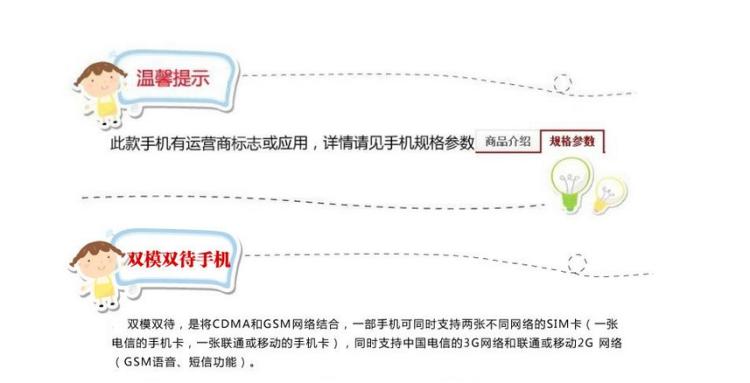 温馨提示
此款手机有运营商标志或应用，详情请见手机规格参数 商品介绍 规格参数
双模双待手机
双模双待，是将CDMA和GSM网络结合，一部手机可同时支持两张不同网络的SIM卡（一张
电信的手机卡，一张联通或移动的手机卡），同时支持中国电信的3G网络和联通或移动2G 网络
（GSM语音、短信功能）。